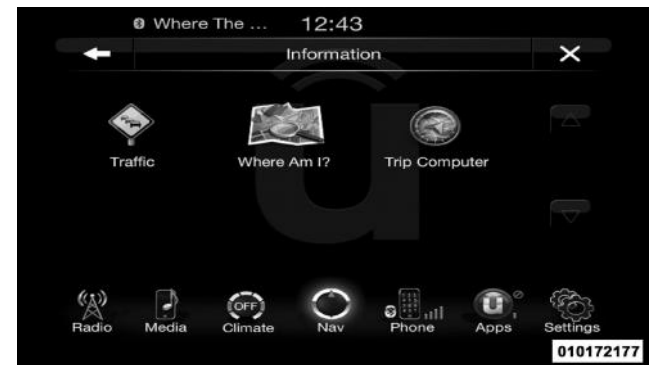 Where The ... 12:43
Information
Traffic Where Am I? Trip Computer
OFF
Radio Media Climate Nav Phone Apps Settings
010172177